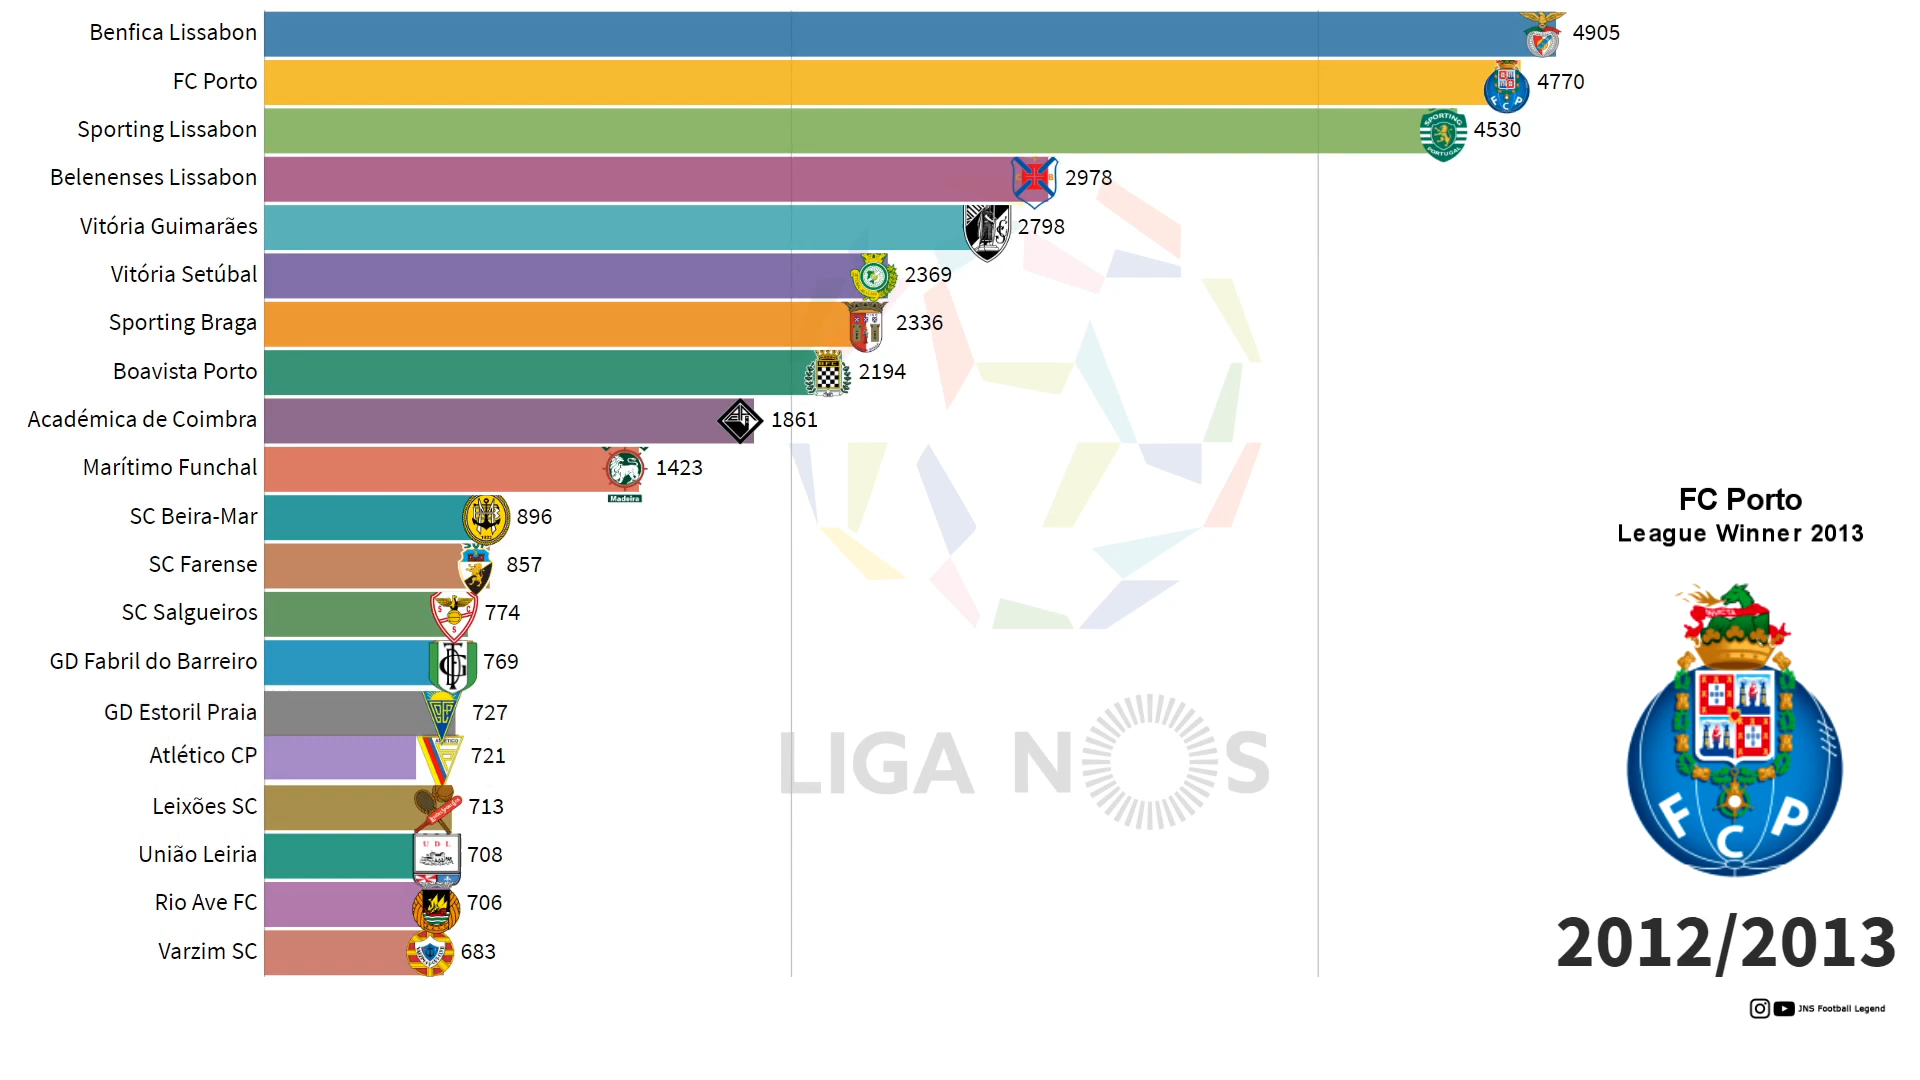 Benfica Lissabon 4905
FC Porto 4770
Sporting Lissabon 4530
Belenenses Lissabon 2978
Vitória Guimarães 2798
Vitória Setúbal 2369
Sporting Braga 2336
Boavista Porto 2194
Académica de Coimbra 1861
Marítimo Funchal 1423
Madeira
SC Beira-Mar 896
SC Farense 857
SC Salgueiros 774
GD Fabril do Barreiro 769
GD Estoril Praia 727
Atlético CP 721
Leixões SC 713
União Leiria 708
Rio Ave FC 706
Varzim SC 683
LIGA NOS
FC Porto
League Winner 2013
INVICTA
F C P
2012/2013
JNS Football Legend